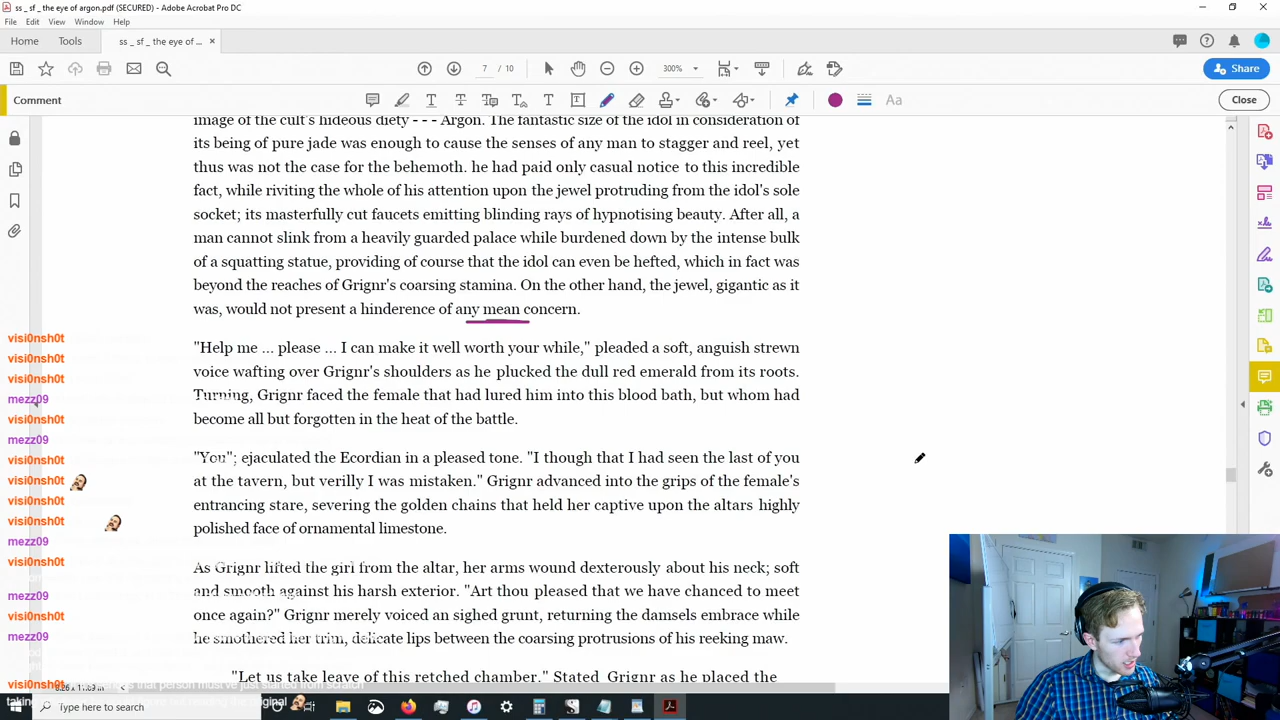 ss _ sf _ the eye of argon.pdf (SECURED) - Adobe Acrobat Pro DC
File Edit View Window Help
Home Tools ss _ sf _ the eye of ... ×
7 / 10 300% Share
Comment Aa Close
image of the cult's hideous diety - - - Argon. The fantastic size of the idol in consideration of
its being of pure jade was enough to cause the senses of any man to stagger and reel, yet
thus was not the case for the behemoth. he had paid only casual notice to this incredible
fact, while riviting the whole of his attention upon the jewel protruding from the idol's sole
socket; its masterfully cut faucets emitting blinding rays of hypnotising beauty. After all, a
man cannot slink from a heavily guarded palace while burdened down by the intense bulk
of a squatting statue, providing of course that the idol can even be hefted, which in fact was
beyond the reaches of Grignr's coarsing stamina. On the other hand, the jewel, gigantic as it
was, would not present a hinderence of any mean concern.
"Help me ... please ... I can make it well worth your while," pleaded a soft, anguish strewn
voice wafting over Grignr's shoulders as he plucked the dull red emerald from its roots.
Turning, Grignr faced the female that had lured him into this blood bath, but whom had
become all but forgotten in the heat of the battle.
"You"; ejaculated the Ecordian in a pleased tone. "I though that I had seen the last of you
at the tavern, but verilly I was mistaken." Grignr advanced into the grips of the female's
entrancing stare, severing the golden chains that held her captive upon the altars highly
polished face of ornamental limestone.
As Grignr lifted the girl from the altar, her arms wound dexterously about his neck; soft
and smooth against his harsh exterior. "Art thou pleased that we have chanced to meet
once again?" Grignr merely voiced an sighed grunt, returning the damsels embrace while
he smothered her trim, delicate lips between the coarsing protrusions of his reeking maw.
"Let us take leave of this retched chamber." Stated Grignr as he placed the
visi0nsh0t
visi0nsh0t
visi0nsh0t
mezz09
visi0nsh0t
mezz09
visi0nsh0t
visi0nsh0t
visi0nsh0t
visi0nsh0t
mezz09
visi0nsh0t
mezz09
visi0nsh0t
mezz09
visi0nsh0t that person must've just started from scratch
Type here to search